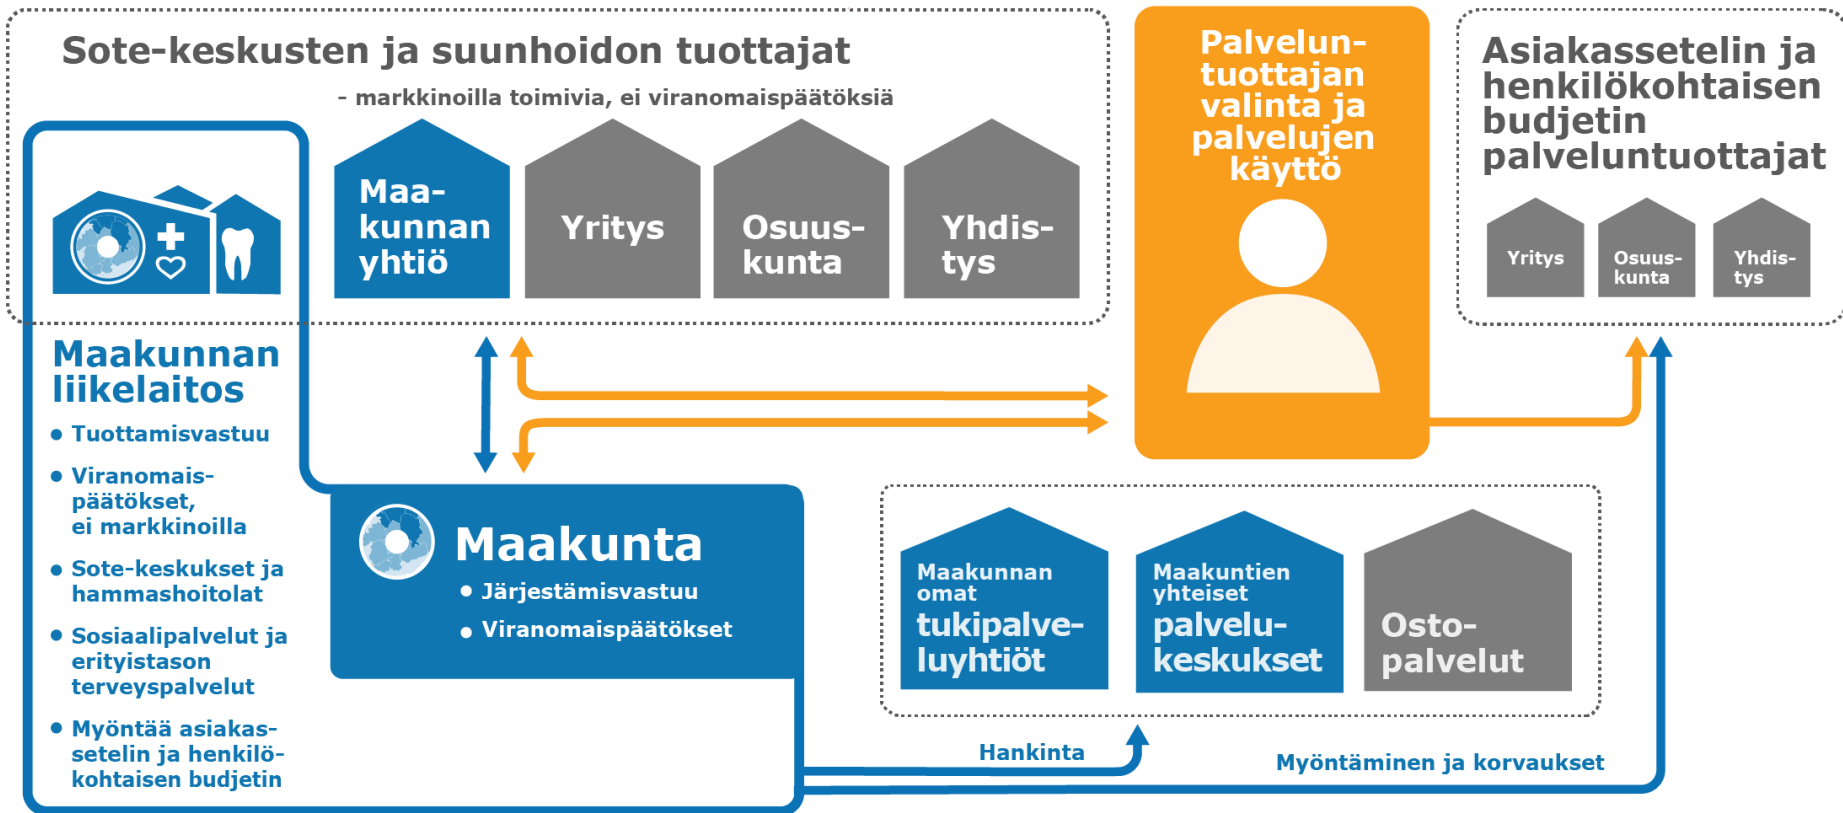 Sote-keskusten ja suunhoidon tuottajat
– markkinoilla toimivia, ei viranomaispäätöksiä
Maa-
kunnan
yhtiö
Yritys
Osuus-
kunta
Yhdis-
tys
Palvelun-
tuottajan
valinta ja
palvelujen
käyttö
Asiakassetelin ja
henkilökohtaisen
budjetin
palveluntuottajat
Yritys
Osuus-
kunta
Yhdis-
tys
Maakunnan
liikelaitos
• Tuottamisvastuu
• Viranomais-
päätökset,
ei markkinoilla
• Sote-keskukset ja
hammashoitolat
• Sosiaalipalvelut ja
erityistason
terveyspalvelut
• Myöntää asiakas-
setelin ja henkilö-
kohtaisen budjetin
Maakunta
• Järjestämisvastuu
• Viranomaispäätökset
Maakunnan
omat
tukipalve-
luyhtiöt
Maakuntien
yhteiset
palvelu-
keskukset
Osto-
palvelut
Hankinta
Myöntäminen ja korvaukset